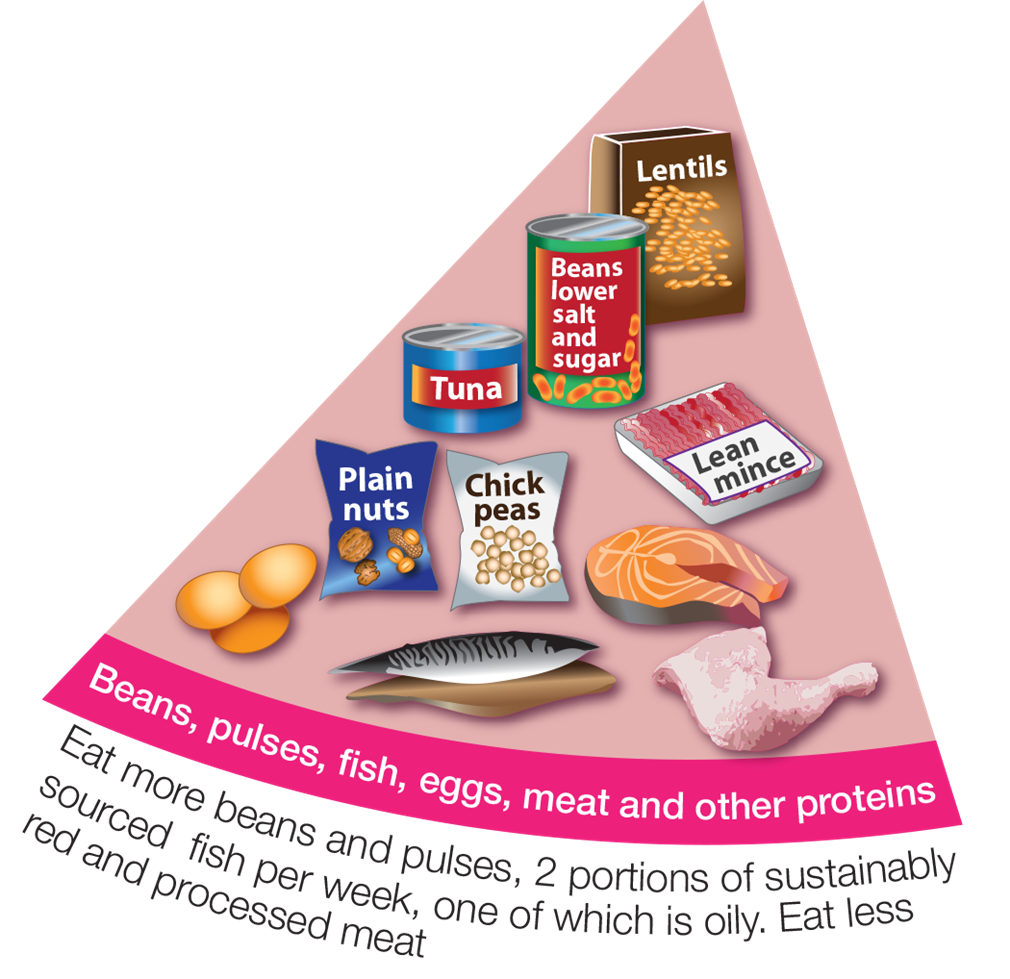 Lentils
Beans
lower
salt
and
sugar
Tuna
Lean
mince
Plain
nuts
Chick
peas
Beans, pulses, fish, eggs, meat and other proteins
Eat more beans and pulses, 2 portions of sustainably
sourced fish per week, one of which is oily. Eat less
red and processed meat